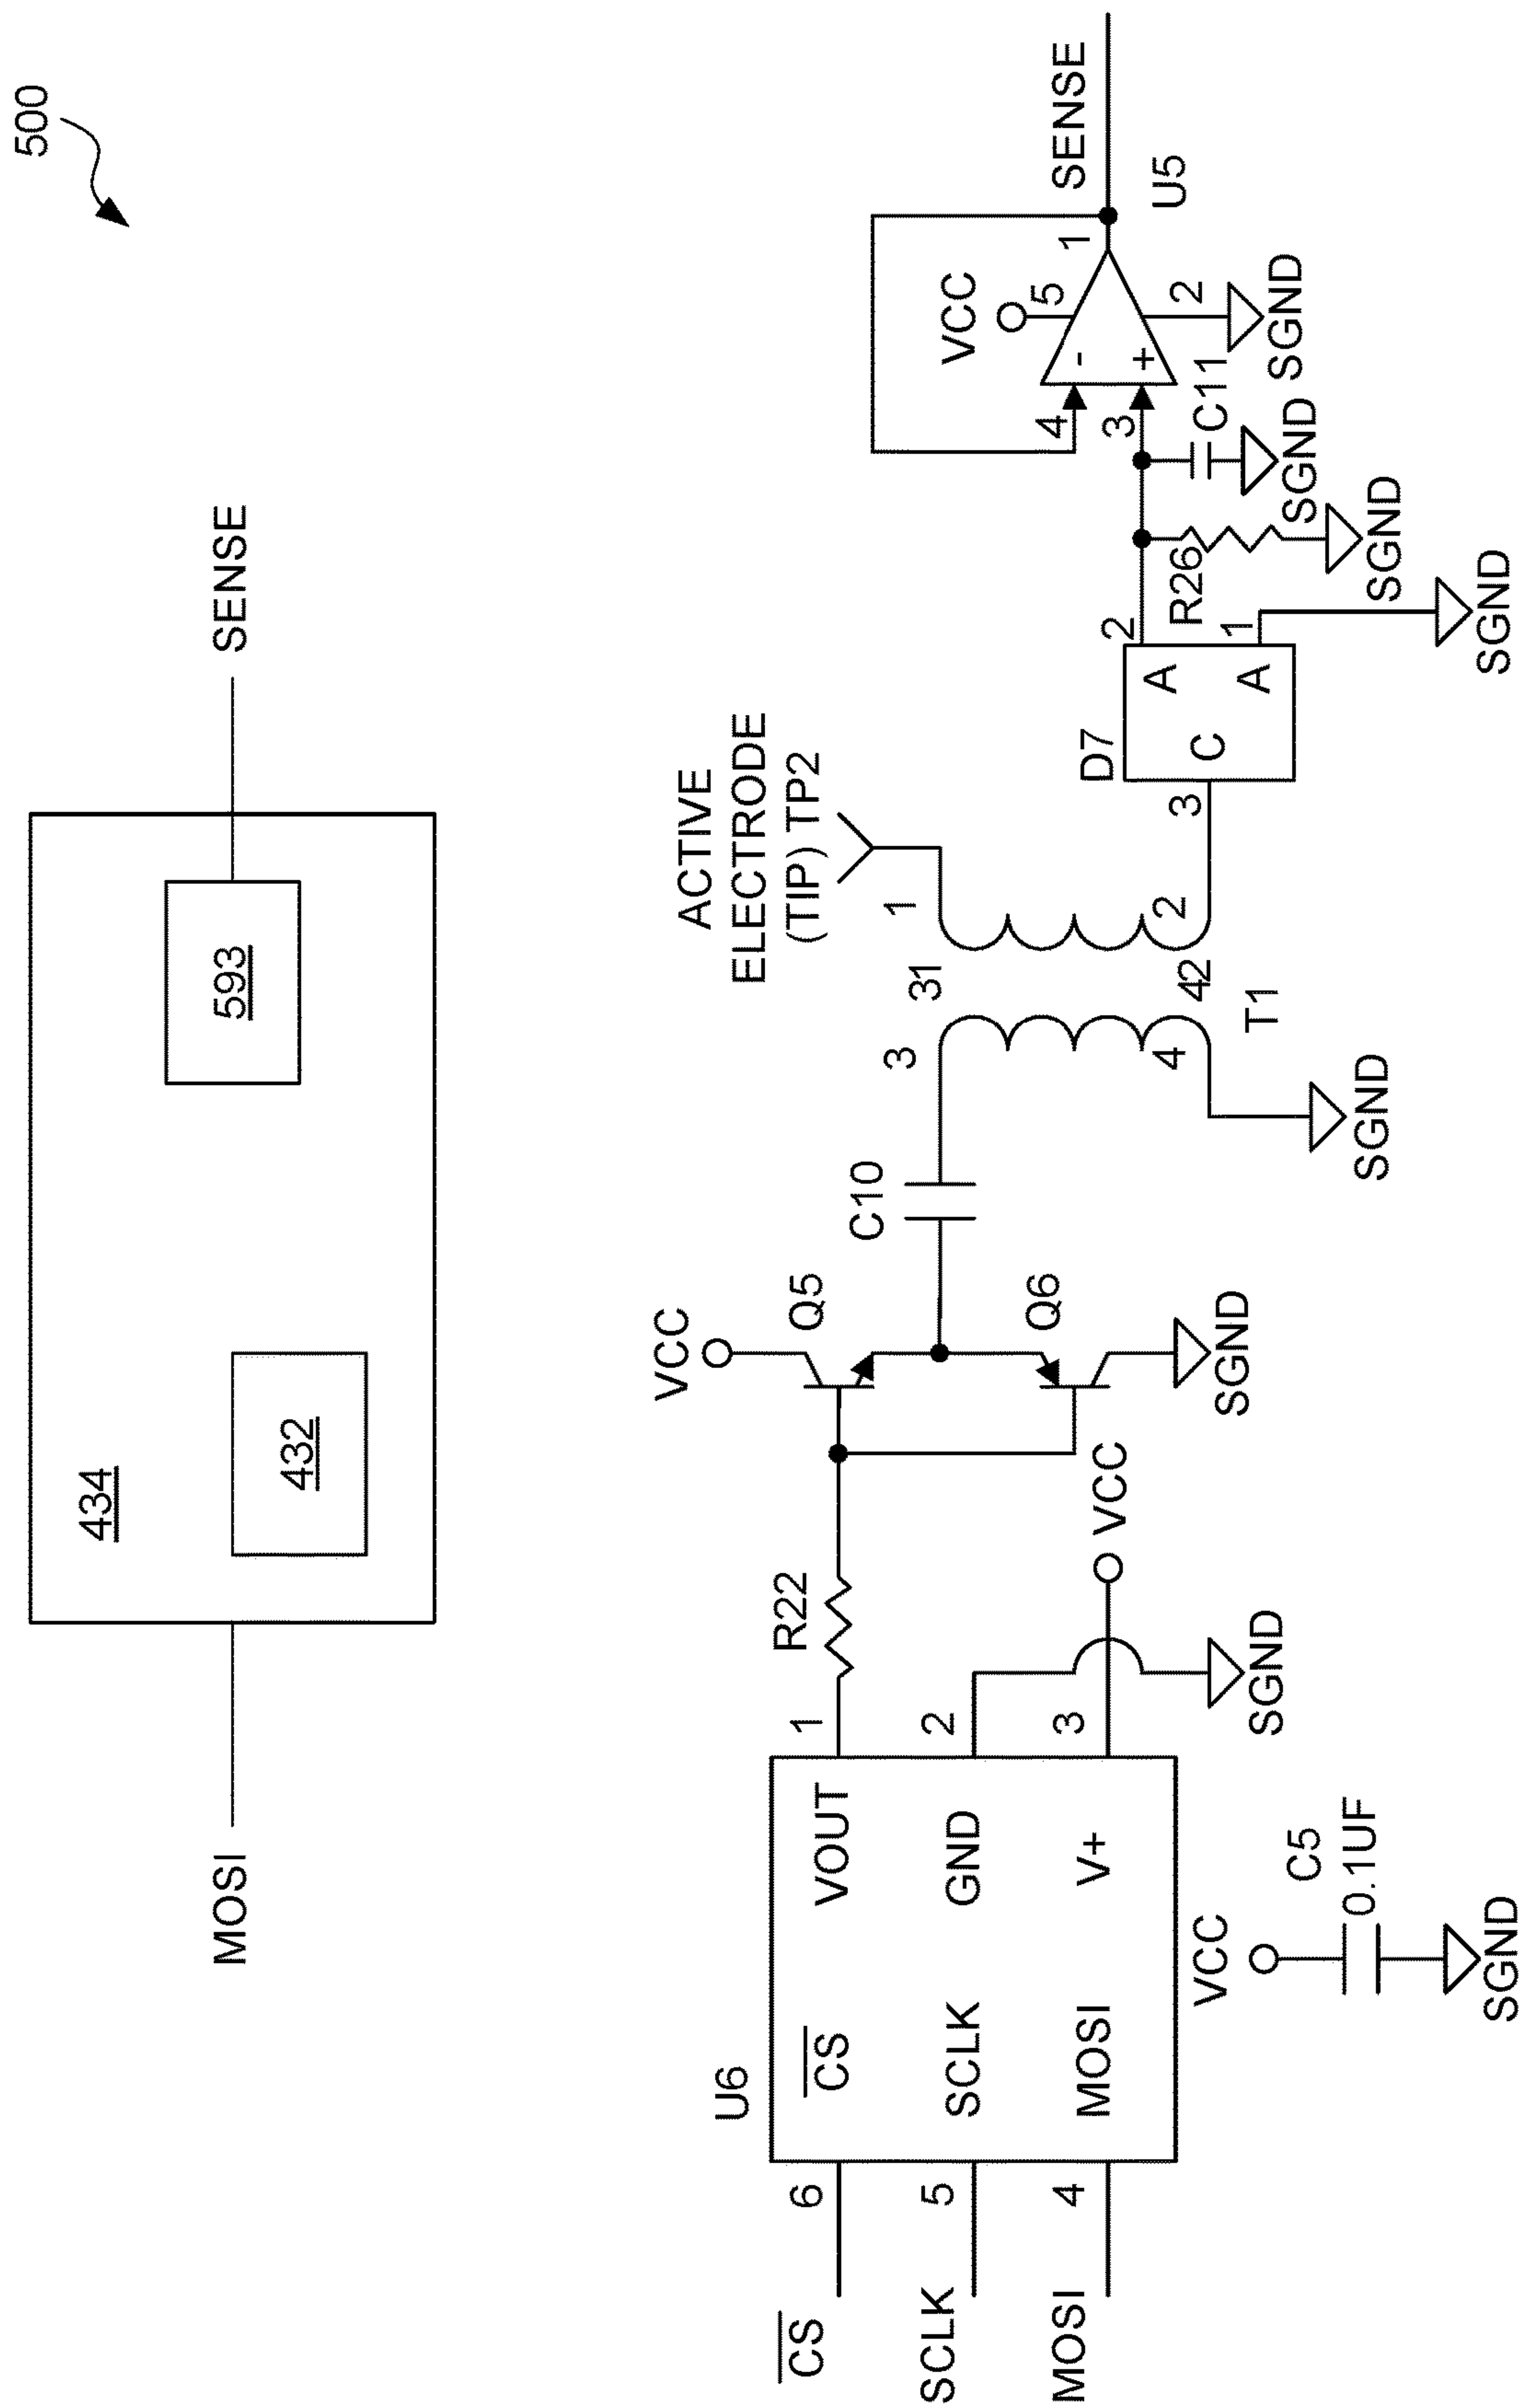 500
434
432
593
MOSI
SENSE
ACTIVE
ELECTRODE
(TIP) TP2
VCC
Q5
C10
Q6
SGND
R22
1
2
3
VCC
SGND
U6
CS
SCLK
MOSI
VOUT
GND
V+
6
5
4
CS
SCLK
MOSI
VCC
C5
0.1UF
SGND
3
4
31
42
1
2
T1
SGND
D7
3
C
A
A
2
1
SGND
R26
SGND
C11
SGND
4
3
-
+
VCC
5
2
SGND
1
U5
SENSE